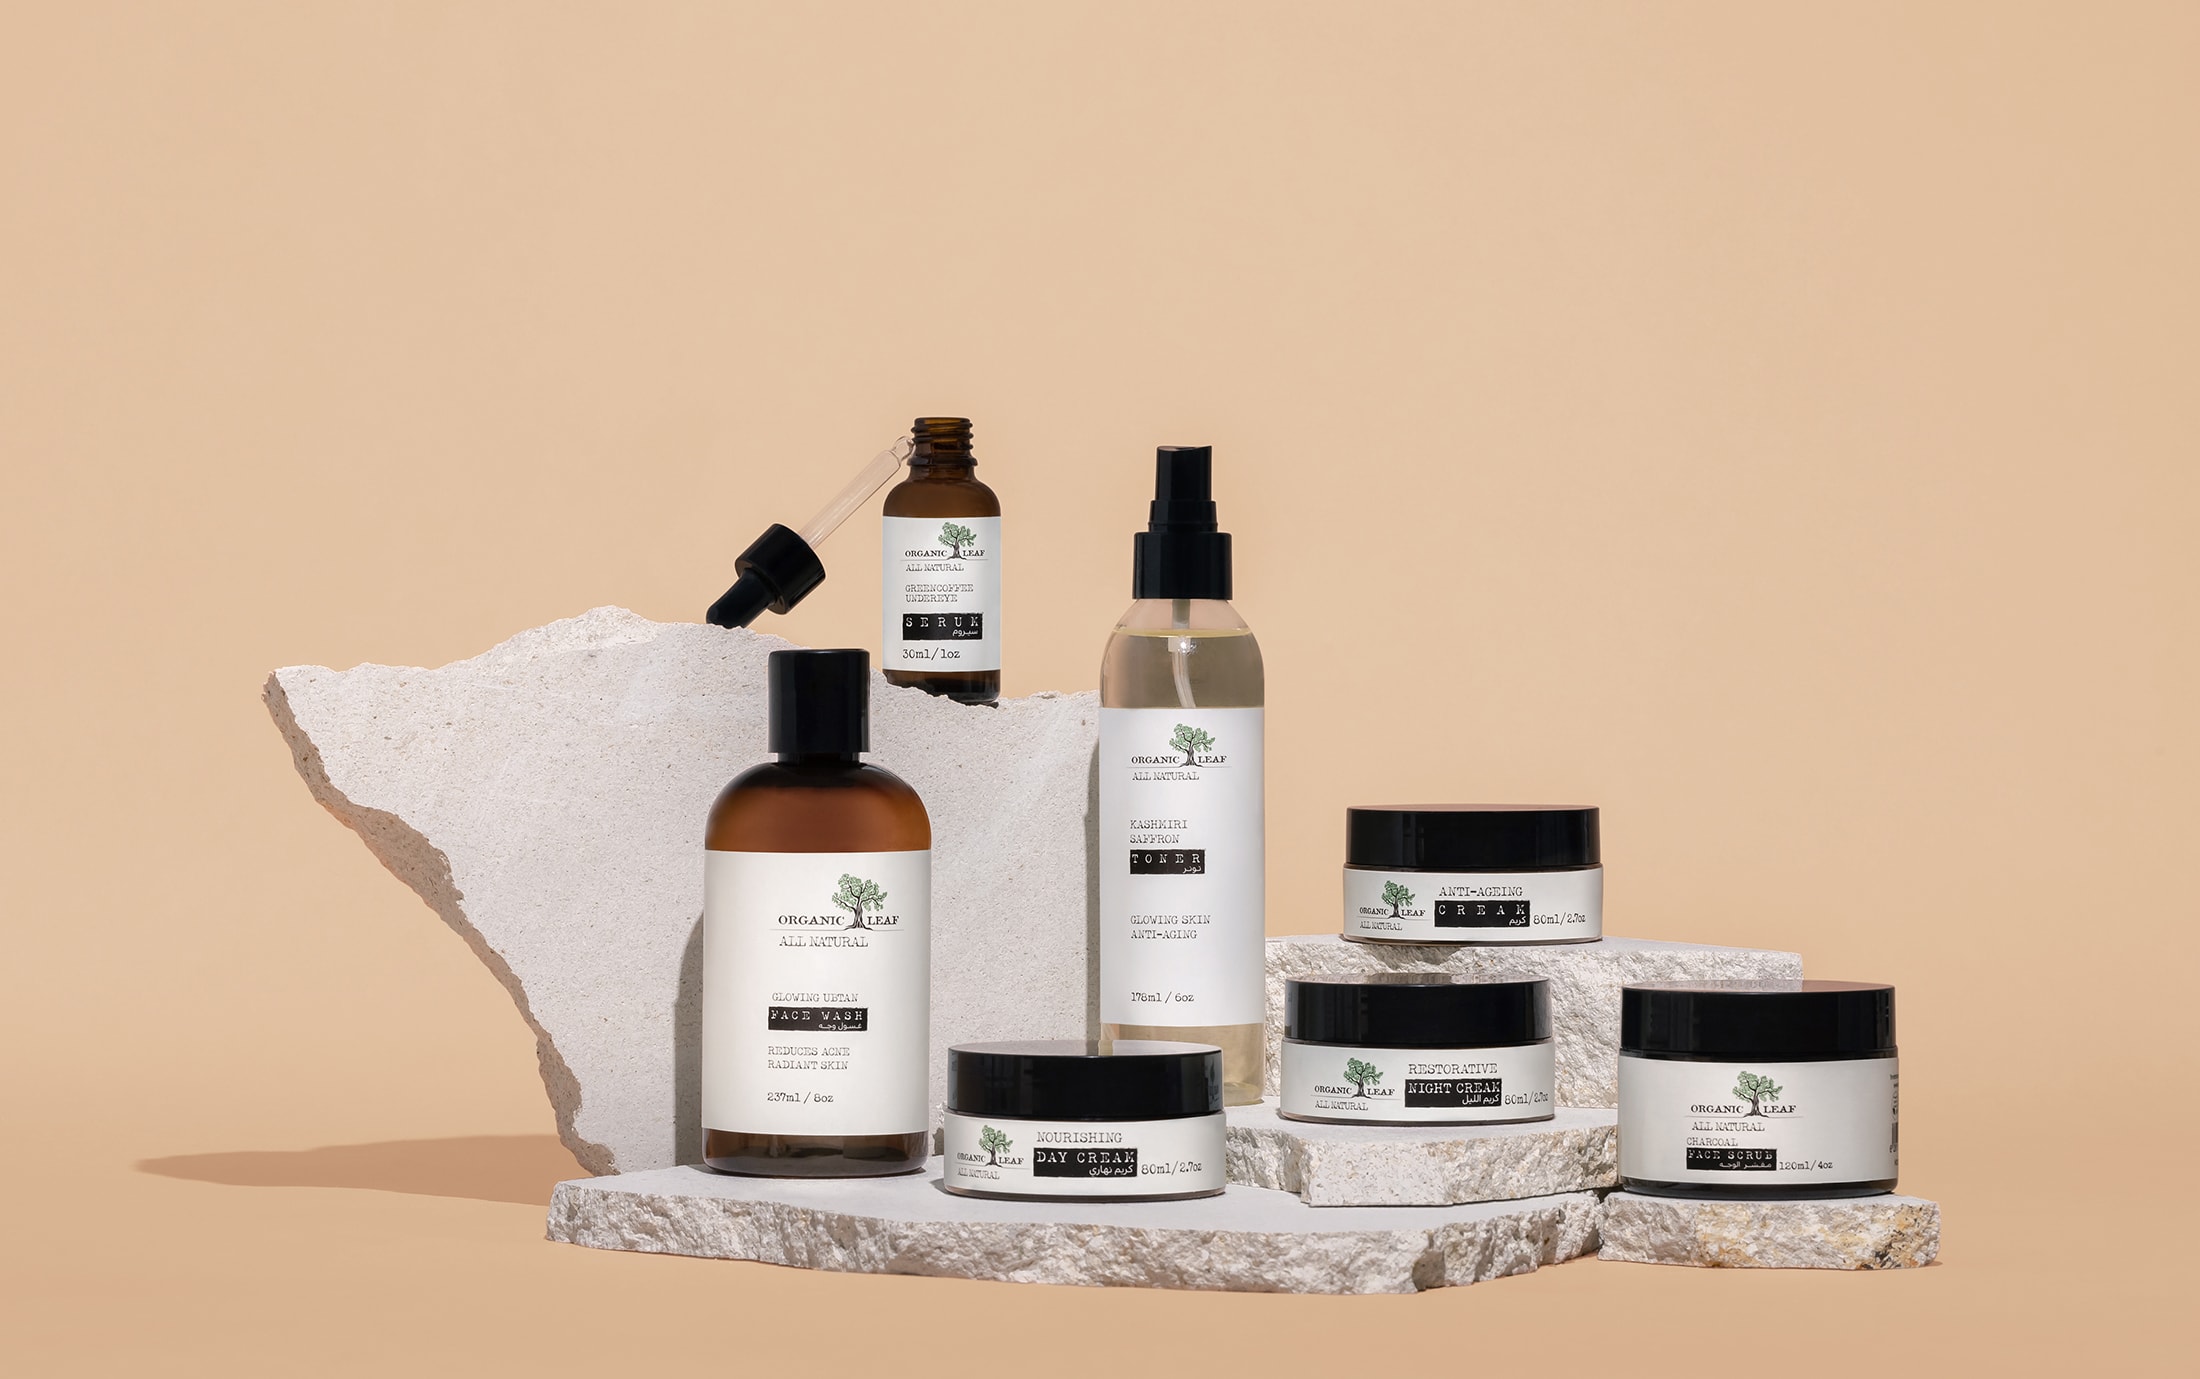 ORGANIC LEAF
ALL NATURAL
GREENCOFFEE
UNDEREYE
SERUM
سيروم
30ml/1oz
ORGANIC LEAF
ALL NATURAL
GLOWING UBTAN
FACE WASH
غسول وجه
REDUCES ACNE
RADIANT SKIN
237ml / 8oz
ORGANIC LEAF
ALL NATURAL
KASHMIRI
SAFFRON
TONER
تونر
GLOWING SKIN
ANTI-AGING
178ml / 6oz
ORGANIC LEAF
ALL NATURAL
NOURISHING
DAY CREAM
كريم نهاري
80ml/2.7oz
ORGANIC LEAF
ALL NATURAL
ANTI-AGEING
CREAM
كريم
80ml/2.7oz
ORGANIC LEAF
ALL NATURAL
RESTORATIVE
NIGHT CREAM
كريم الليل
80ml/2.7oz
ORGANIC LEAF
ALL NATURAL
CHARCOAL
FACE SCRUB
مقشر الوجه
120ml/4oz